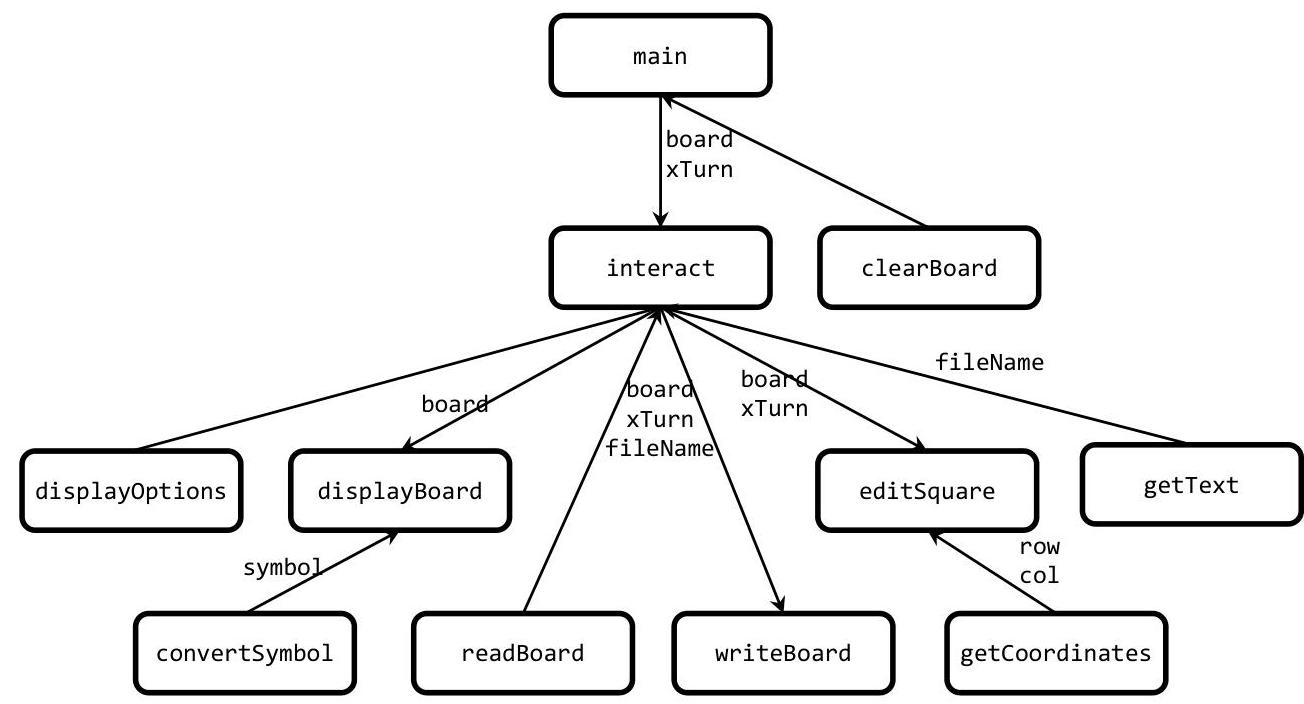 main
board
xTurn
interact
clearBoard
fileName
board
board
xTurn
xTurn
board
fileName
displayOptions
displayBoard
editSquare
getText
symbol
row
col
convertSymbol
readBoard
writeBoard
getCoordinates